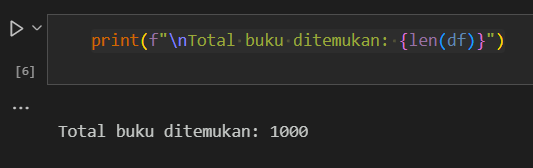 print(f"\nTotal buku ditemukan: {len(df)}")
[6]
...
Total buku ditemukan: 1000